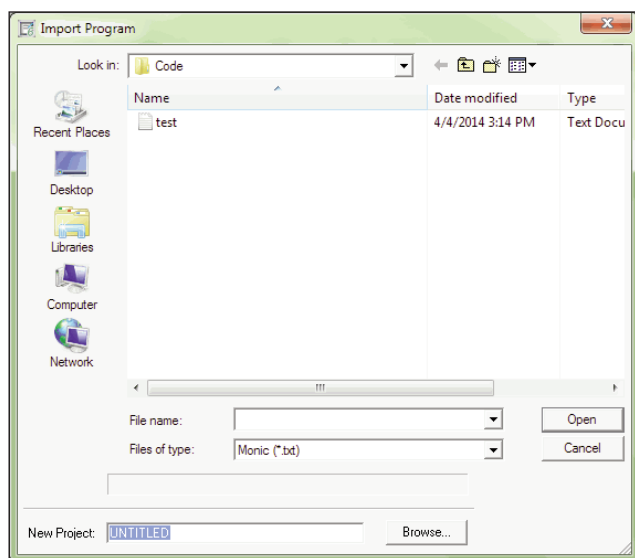 Import Program
Look in: Code
Name Date modified Type
test 4/4/2014 3:14 PM Text Docu
Recent Places
Desktop
Libraries
Computer
Network
File name: Open
Files of type: Monic (*.txt) Cancel
New Project: UNTITLED Browse...